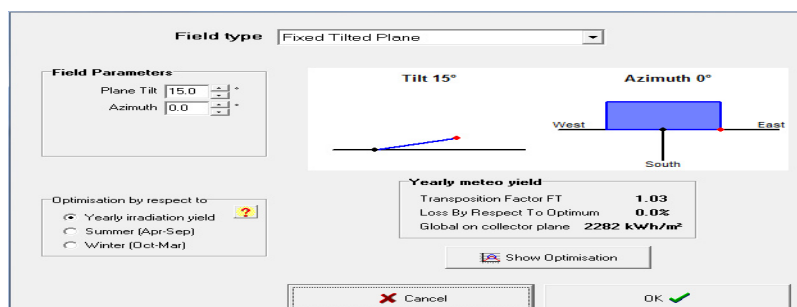 Field type Fixed Tilted Plane
Field Parameters
Plane Tilt 15.0 °
Azimuth 0.0 °
Tilt 15°
Azimuth 0°
West East
South
Optimisation by respect to
Yearly irradiation yield ?
Summer (Apr-Sep)
Winter (Oct-Mar)
Yearly meteo yield
Transposition Factor FT 1.03
Loss By Respect To Optimum 0.0%
Global on collector plane 2282 kWh/m²
Show Optimisation
Cancel
OK